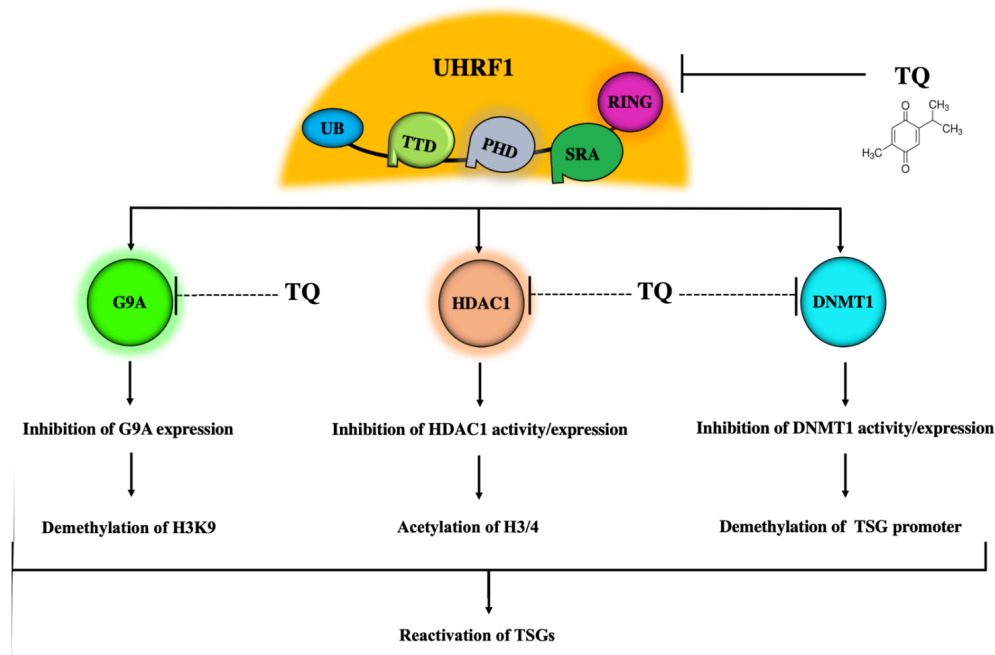 UHRF1
TQ
RING
UB
TTD
PHD
SRA
O
CH₃
CH₃
H₃C
O
G9A
TQ
HDAC1
TQ
DNMT1
Inhibition of G9A expression
Inhibition of HDAC1 activity/expression
Inhibition of DNMT1 activity/expression
Demethylation of H3K9
Acetylation of H3/4
Demethylation of TSG promoter
Reactivation of TSGs